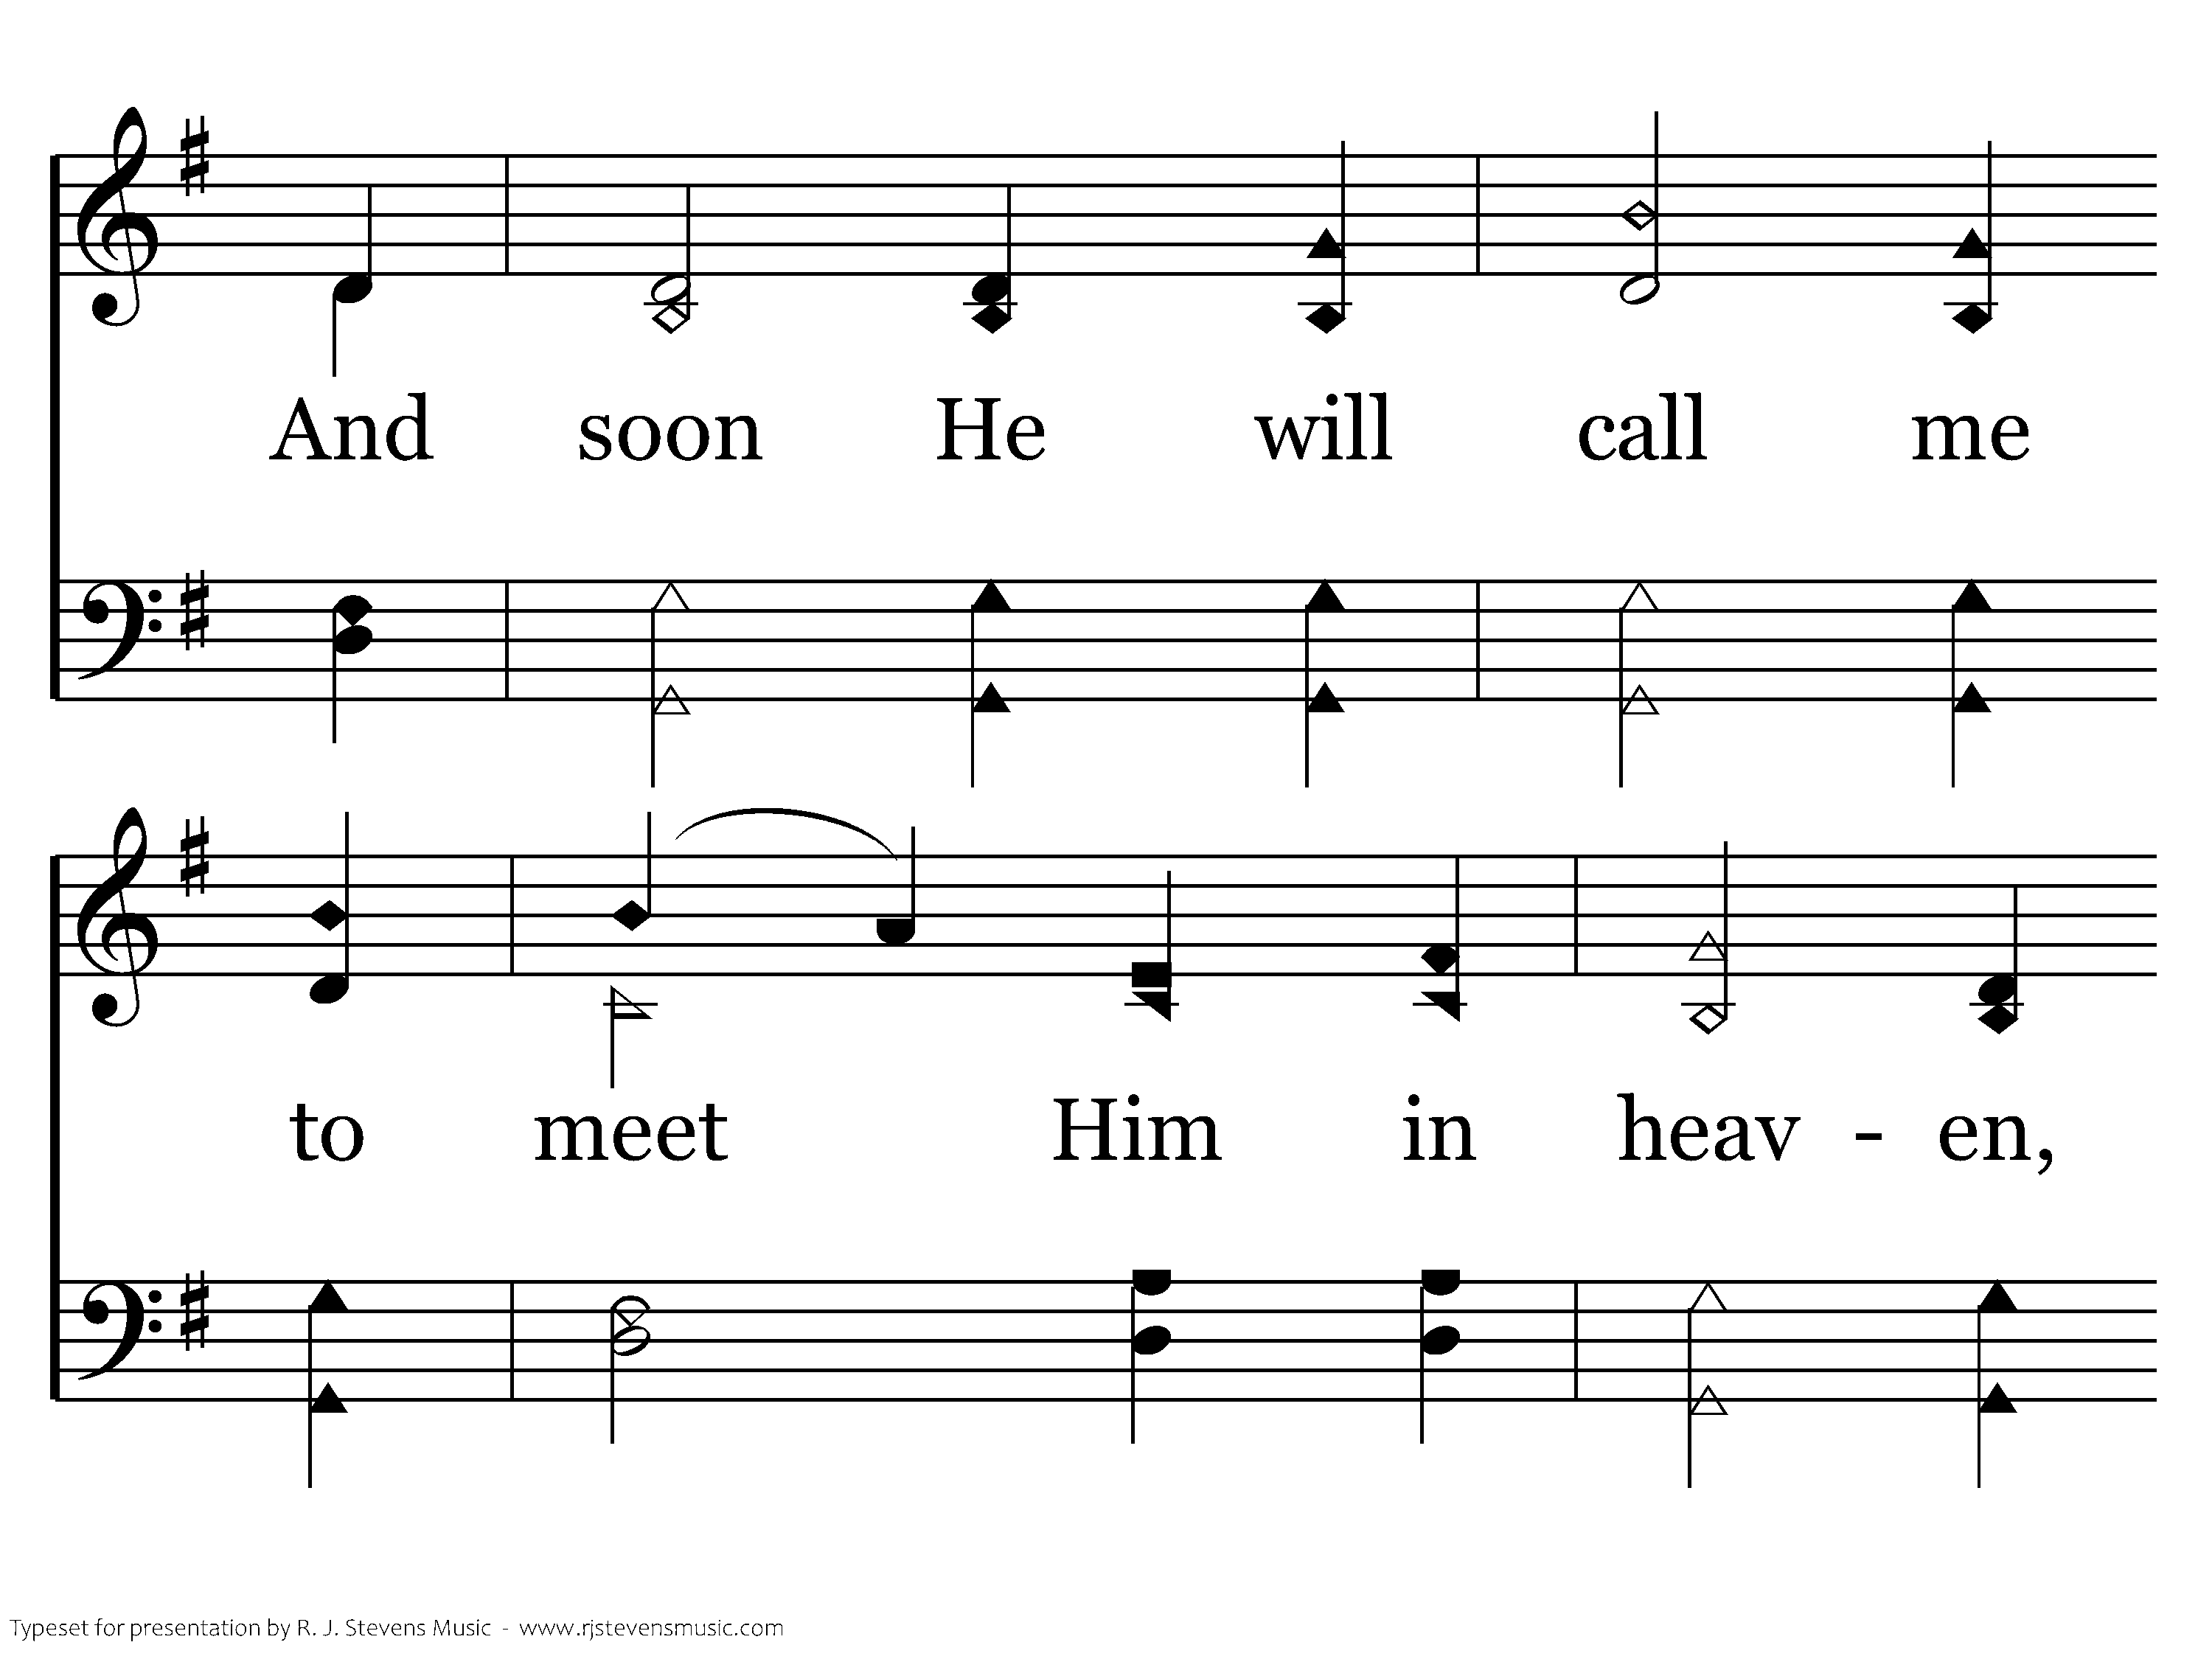 And soon He will call me
to meet Him in heav - en,
Typeset for presentation by R. J. Stevens Music - www.rjstevensmusic.com